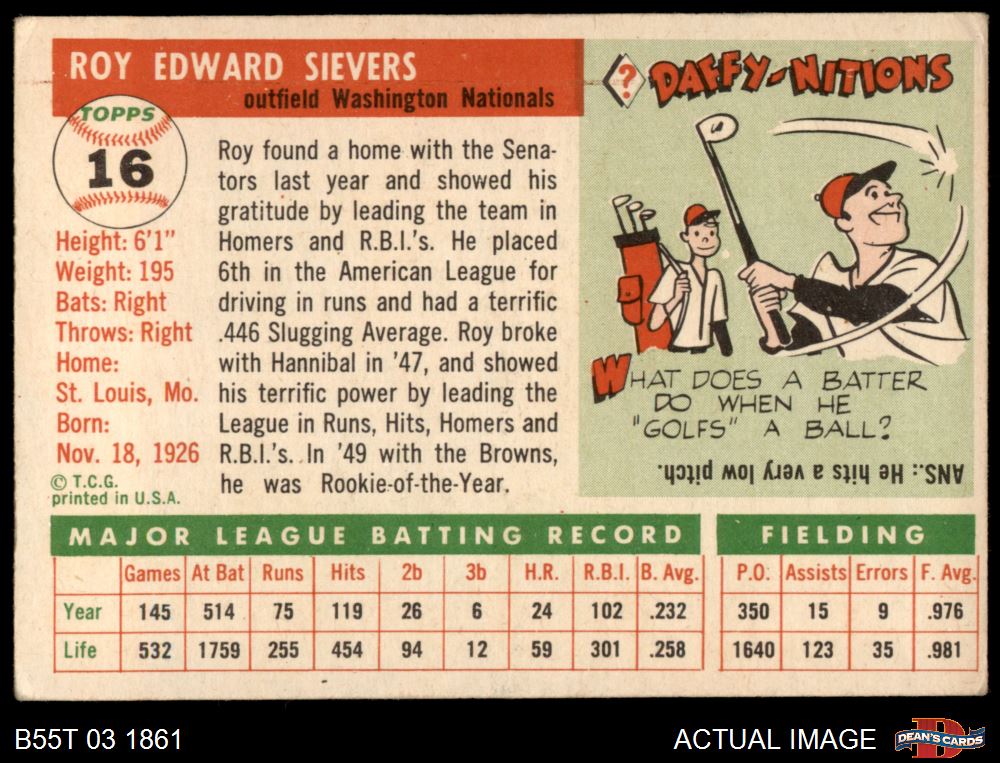 ROY EDWARD SIEVERS
outfield Washington Nationals
TOPPS
16
Height: 6'1"
Weight: 195
Bats: Right
Throws: Right
Home:
St. Louis, Mo.
Born:
Nov. 18, 1926
© T.C.G.
printed in U.S.A.
Roy found a home with the Sena-
tors last year and showed his
gratitude by leading the team in
Homers and R.B.I.'s. He placed
6th in the American League for
driving in runs and had a terrific
.446 Slugging Average. Roy broke
with Hannibal in '47, and showed
his terrific power by leading the
League in Runs, Hits, Homers and
R.B.I.'s. In '49 with the Browns,
he was Rookie-of-the-Year.
? DAFFY-NITIONS
WHAT DOES A BATTER
DO WHEN HE
"GOLFS" A BALL?
ANS.: He hits a very low pitch.
MAJOR LEAGUE BATTING RECORD
Games At Bat Runs Hits 2b 3b H.R. R.B.I. B. Avg.
Year 145 514 75 119 26 6 24 102 .232
Life 532 1759 255 454 94 12 59 301 .258
FIELDING
P.O. Assists Errors F. Avg.
350 15 9 .976
1640 123 35 .981
B55T 03 1861
ACTUAL IMAGE
DEAN'S CARDS